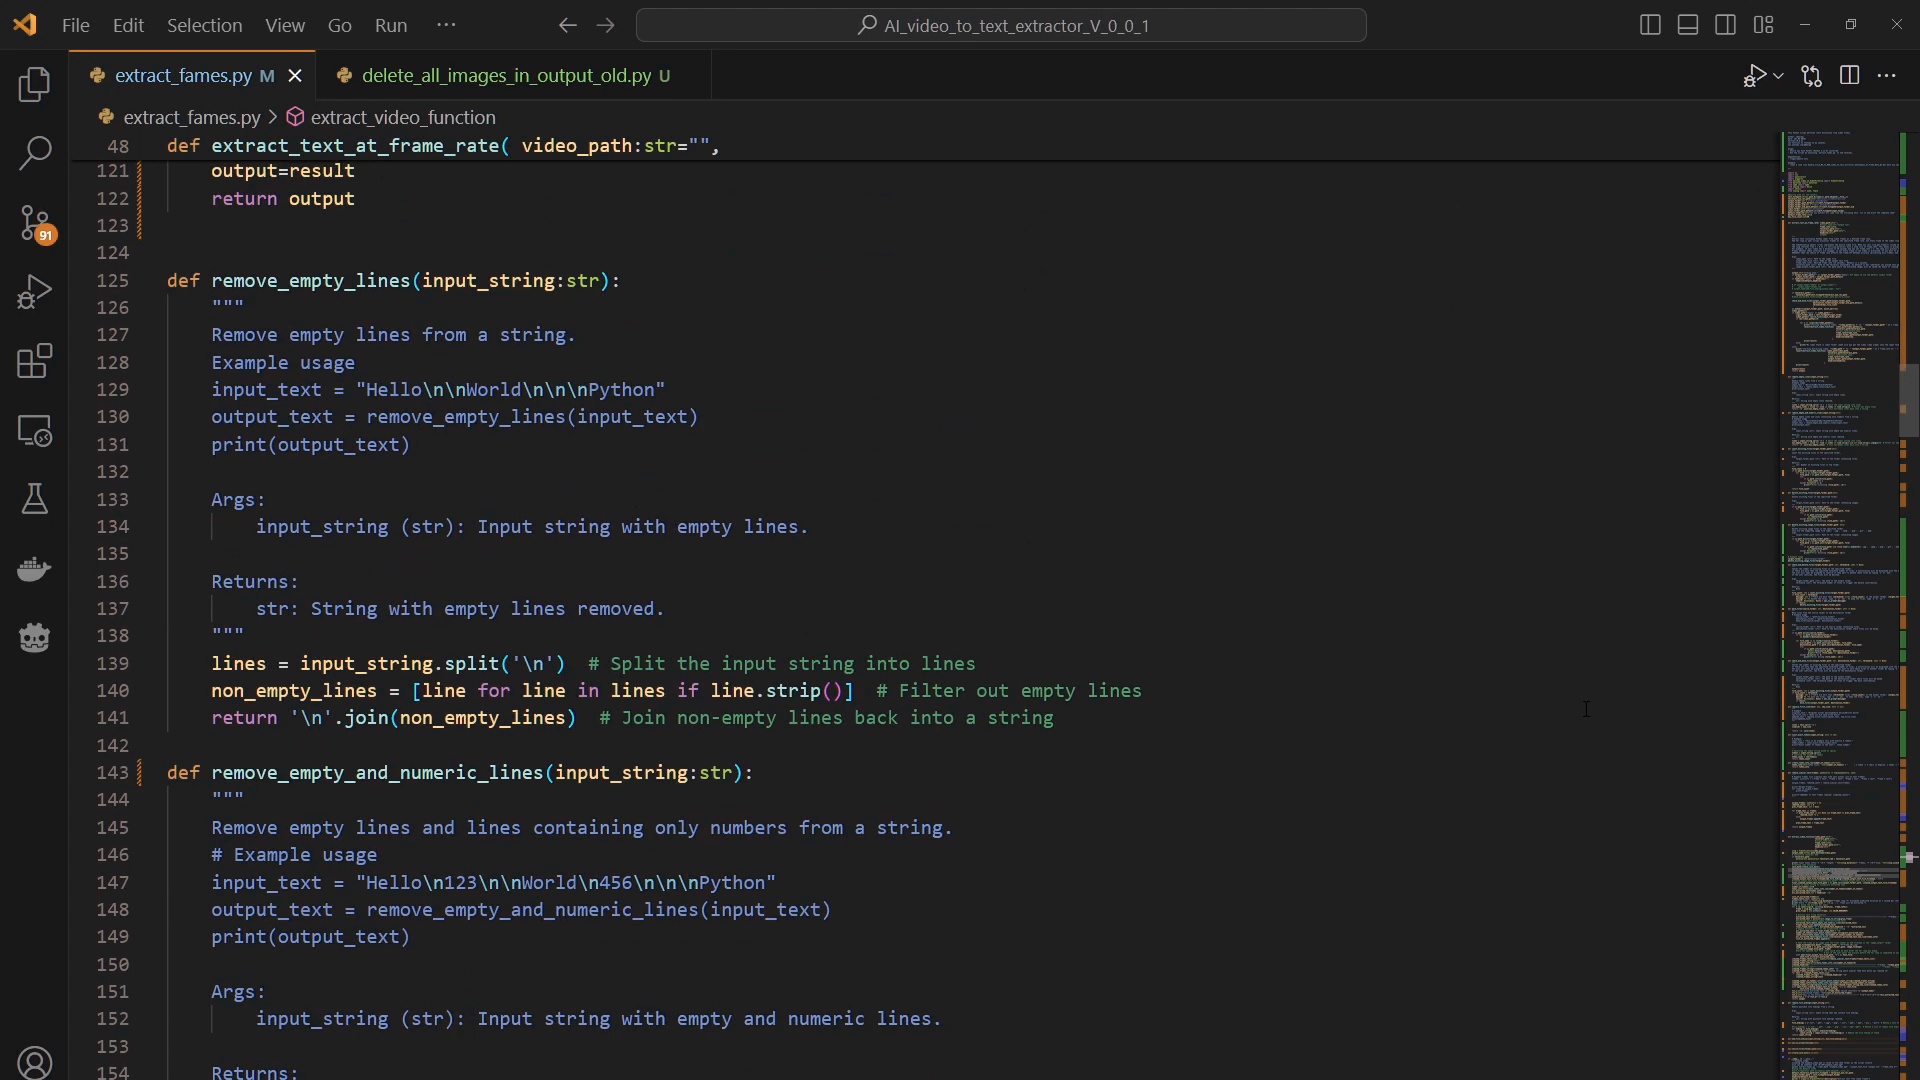 File Edit Selection View Go Run ···
AI_video_to_text_extractor_V_0_0_1
extract_fames.py M
delete_all_images_in_output_old.py U
extract_fames.py > extract_video_function
48 def extract_text_at_frame_rate( video_path:str="",
121 output=result
122 return output
123
124
125 def remove_empty_lines(input_string:str):
126 """
127 Remove empty lines from a string.
128 Example usage
129 input_text = "Hello\n\nWorld\n\n\nPython"
130 output_text = remove_empty_lines(input_text)
131 print(output_text)
132
133 Args:
134 input_string (str): Input string with empty lines.
135
136 Returns:
137 str: String with empty lines removed.
138 """
139 lines = input_string.split('\n') # Split the input string into lines
140 non_empty_lines = [line for line in lines if line.strip()] # Filter out empty lines
141 return '\n'.join(non_empty_lines) # Join non-empty lines back into a string
142
143 def remove_empty_and_numeric_lines(input_string:str):
144 """
145 Remove empty lines and lines containing only numbers from a string.
146 # Example usage
147 input_text = "Hello\n123\n\nWorld\n456\n\n\nPython"
148 output_text = remove_empty_and_numeric_lines(input_text)
149 print(output_text)
150
151 Args:
152 input_string (str): Input string with empty and numeric lines.
153
154 Returns:
91